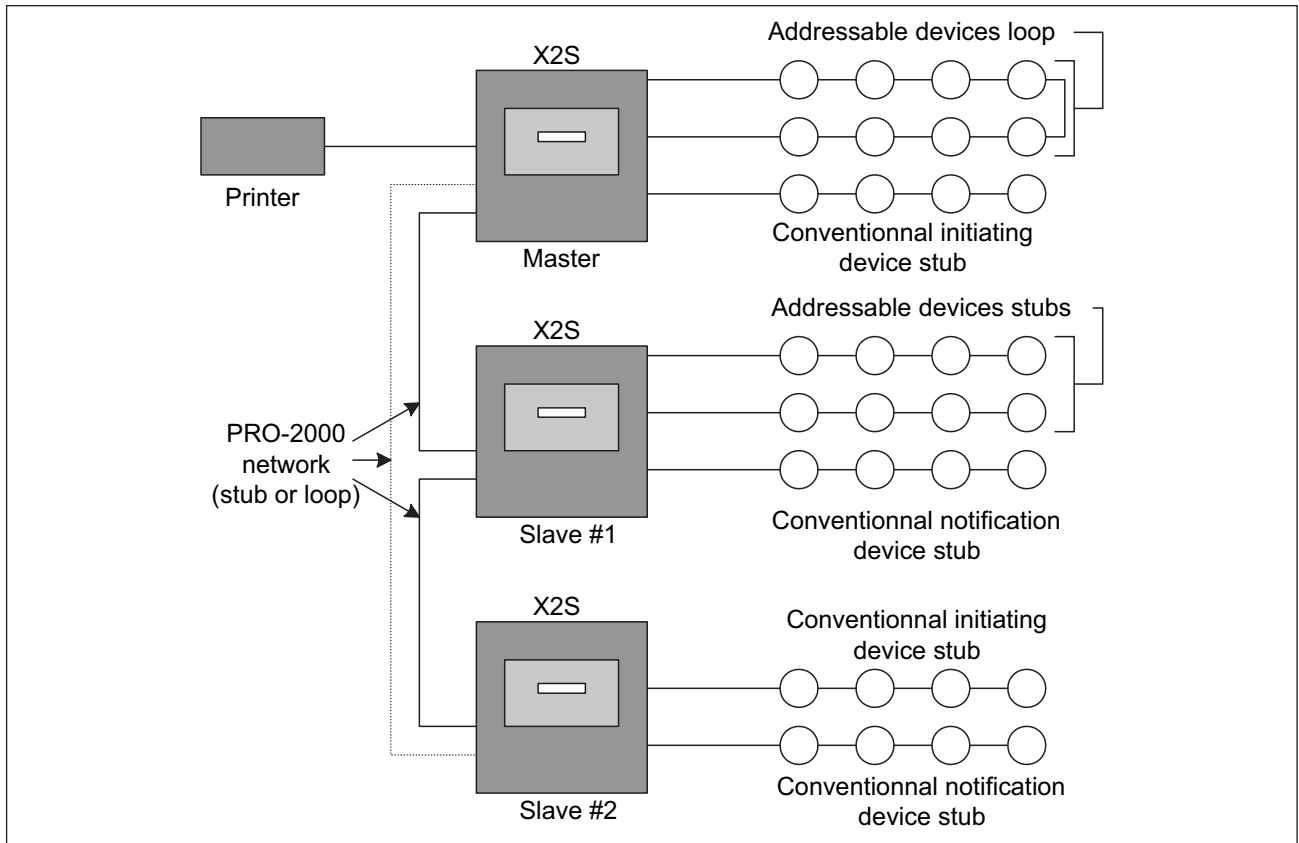 Addressable devices loop
X2S
Printer
Master
Conventionnal initiating
device stub
Addressable devices stubs
X2S
PRO-2000
network
(stub or loop)
Slave #1
Conventionnal notification
device stub
X2S
Conventionnal initiating
device stub
Slave #2
Conventionnal notification
device stub